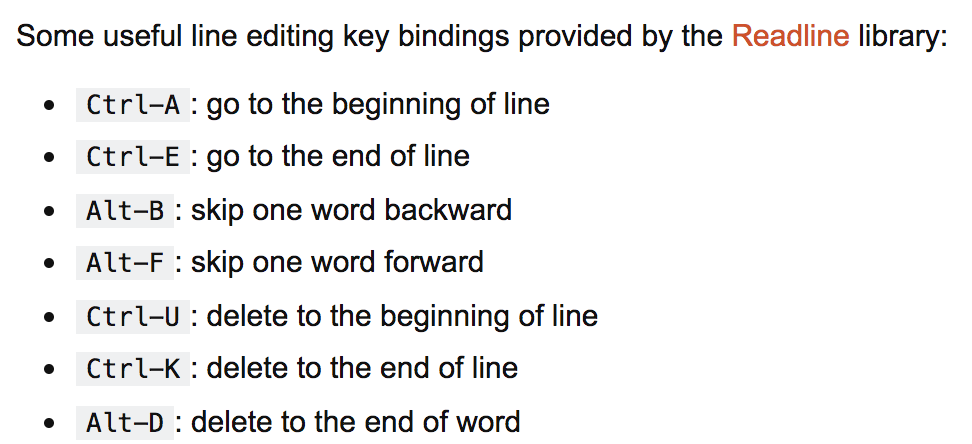 Some useful line editing key bindings provided by the Readline library:
• Ctrl-A : go to the beginning of line
• Ctrl-E : go to the end of line
• Alt-B : skip one word backward
• Alt-F : skip one word forward
• Ctrl-U : delete to the beginning of line
• Ctrl-K : delete to the end of line
• Alt-D : delete to the end of word